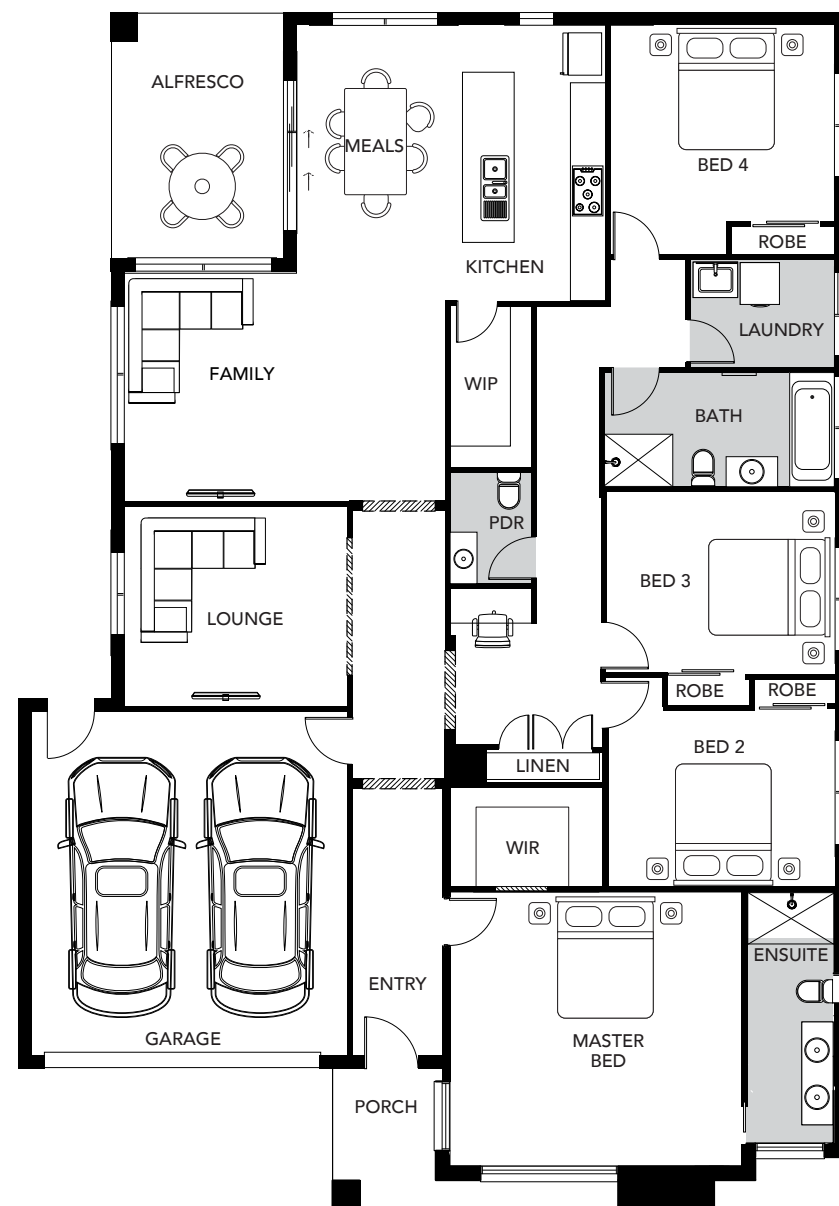 ALFRESCO
MEALS
BED 4
ROBE
KITCHEN
LAUNDRY
FAMILY
WIP
BATH
PDR
BED 3
LOUNGE
ROBE
ROBE
BED 2
LINEN
WIR
ENSUITE
ENTRY
GARAGE
MASTER
BED
PORCH